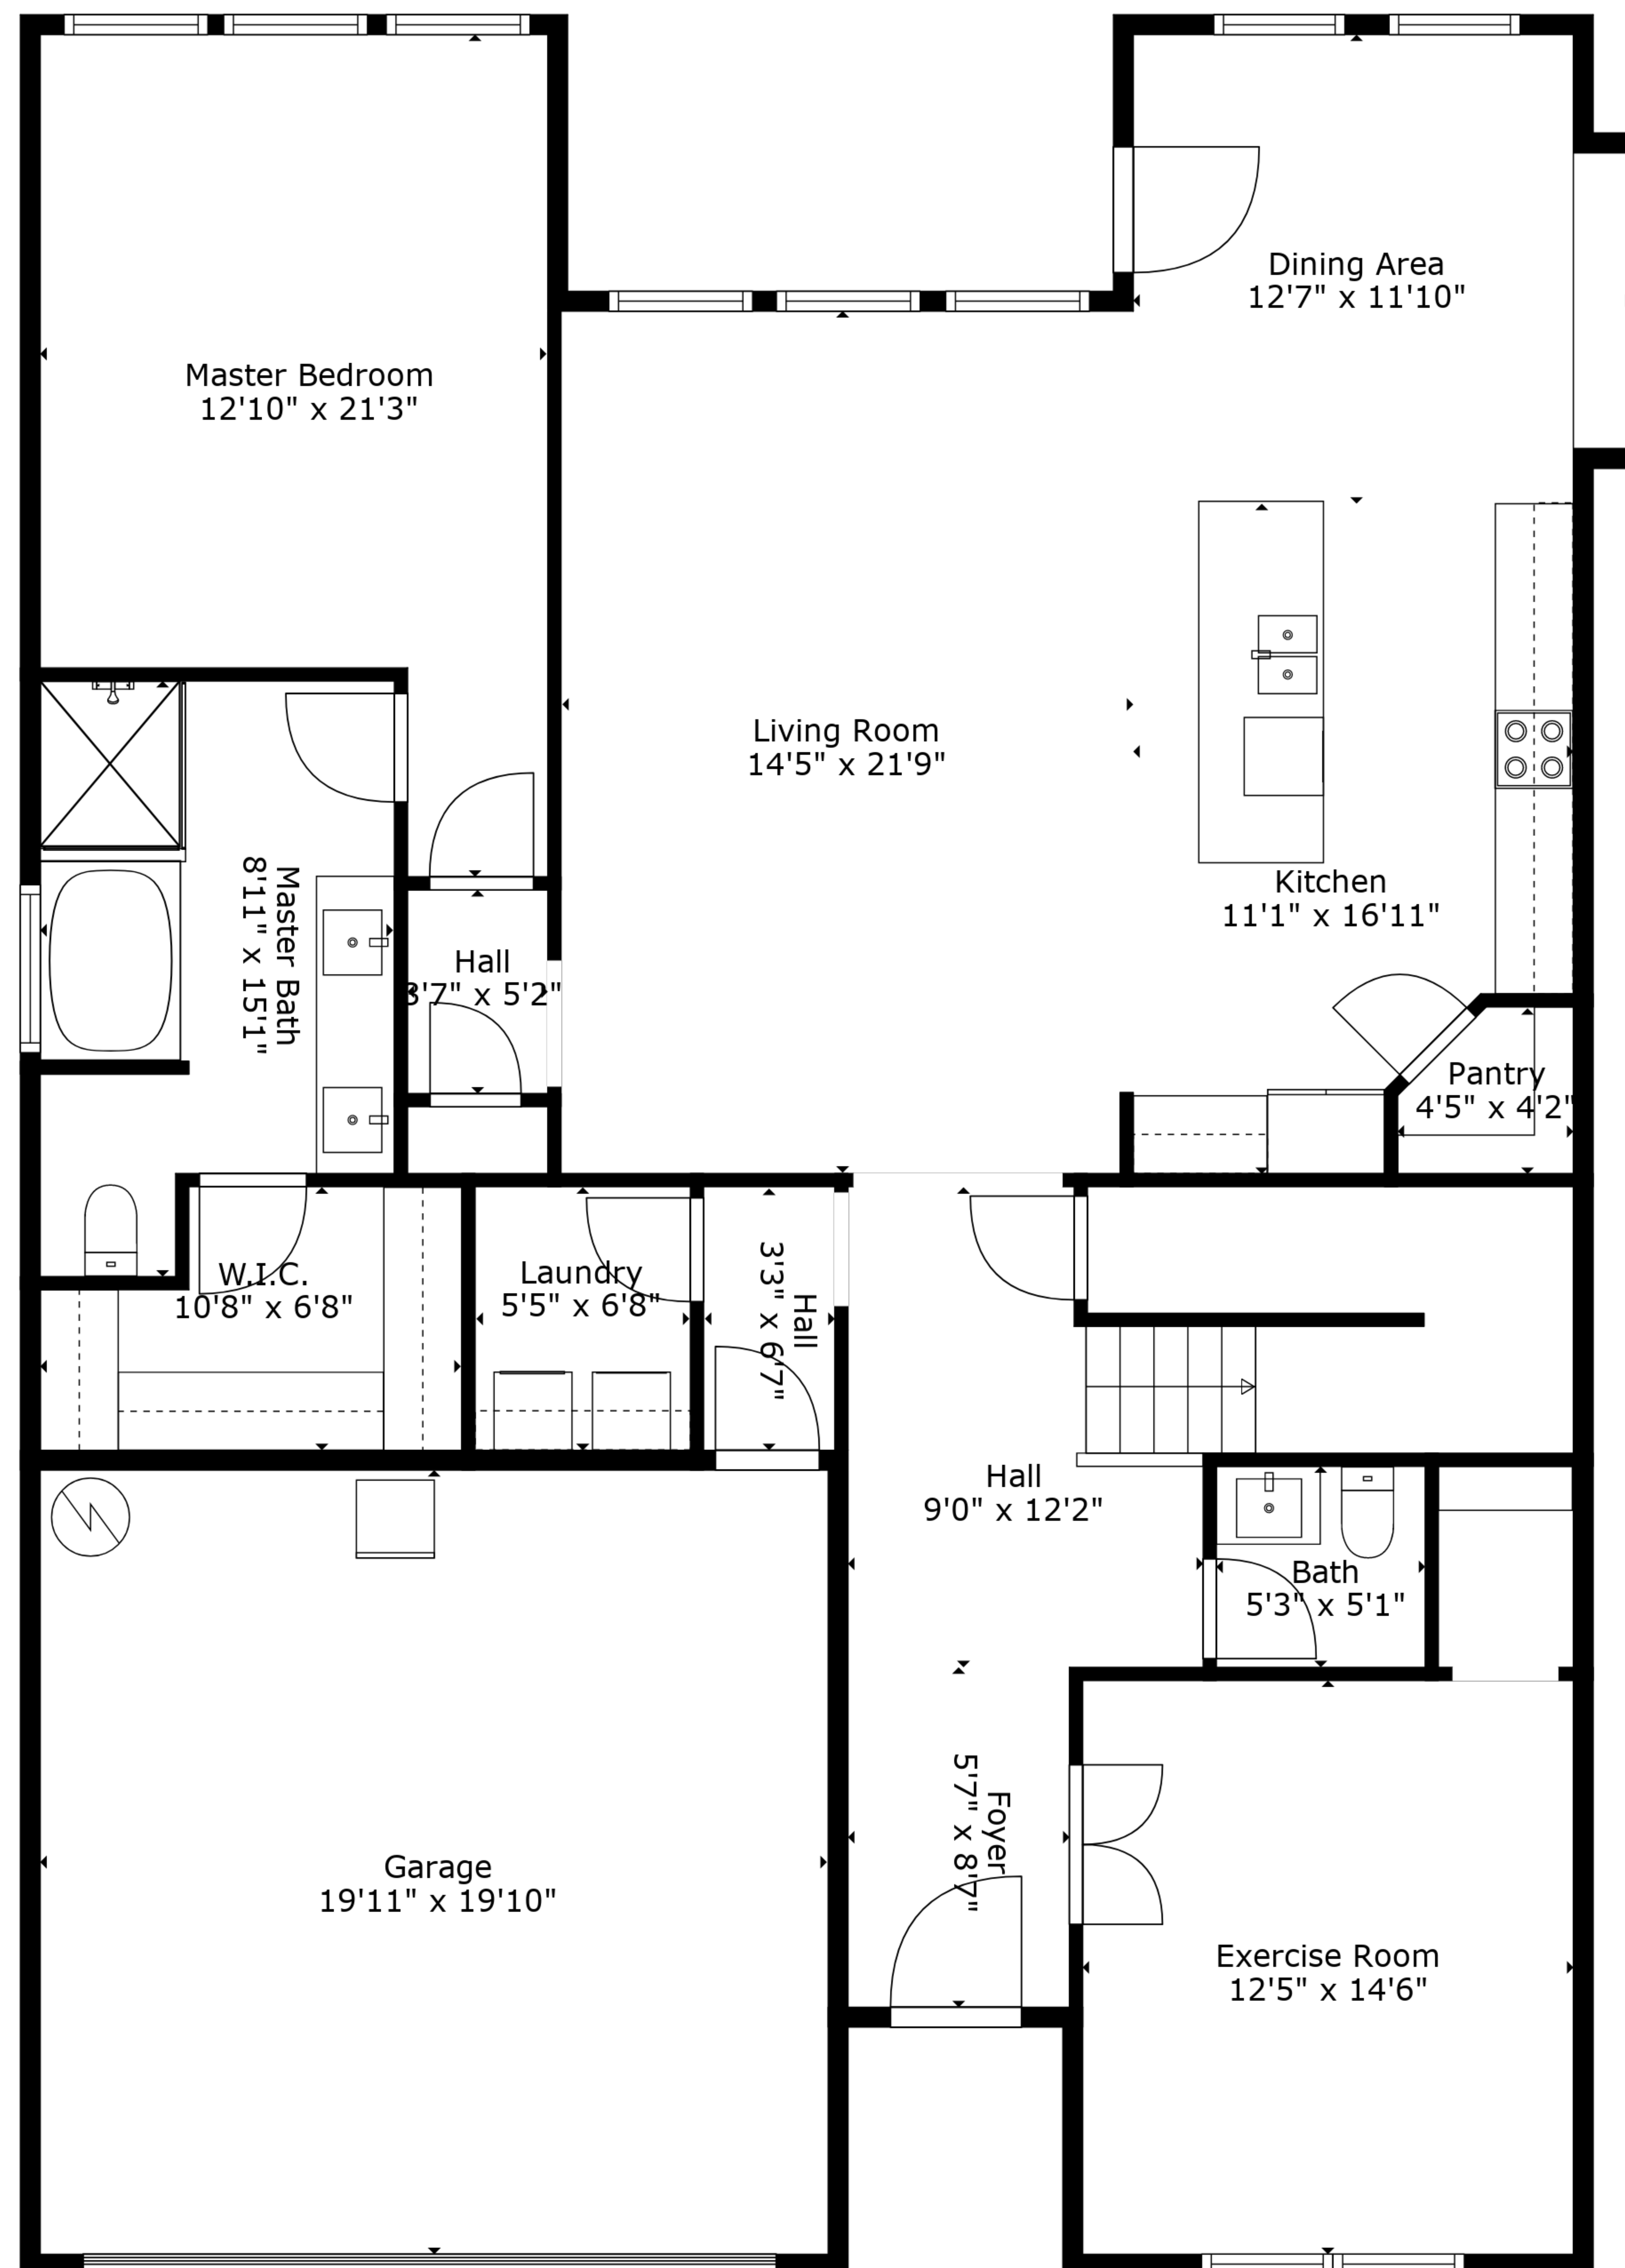 Dining Area
12'7" x 11'10"
Master Bedroom
12'10" x 21'3"
Living Room
14'5" x 21'9"
Kitchen
11'1" x 16'11"
Master Bath
8'11" x 15'1"
Hall
3'7" x 5'2"
Pantry
4'5" x 4'2"
W.I.C.
10'8" x 6'8"
Laundry
5'5" x 6'8"
Hall
3'3" x 6'7"
Hall
9'0" x 12'2"
Bath
5'3" x 5'1"
Foyer
5'7" x 8'7"
Garage
19'11" x 19'10"
Exercise Room
12'5" x 14'6"